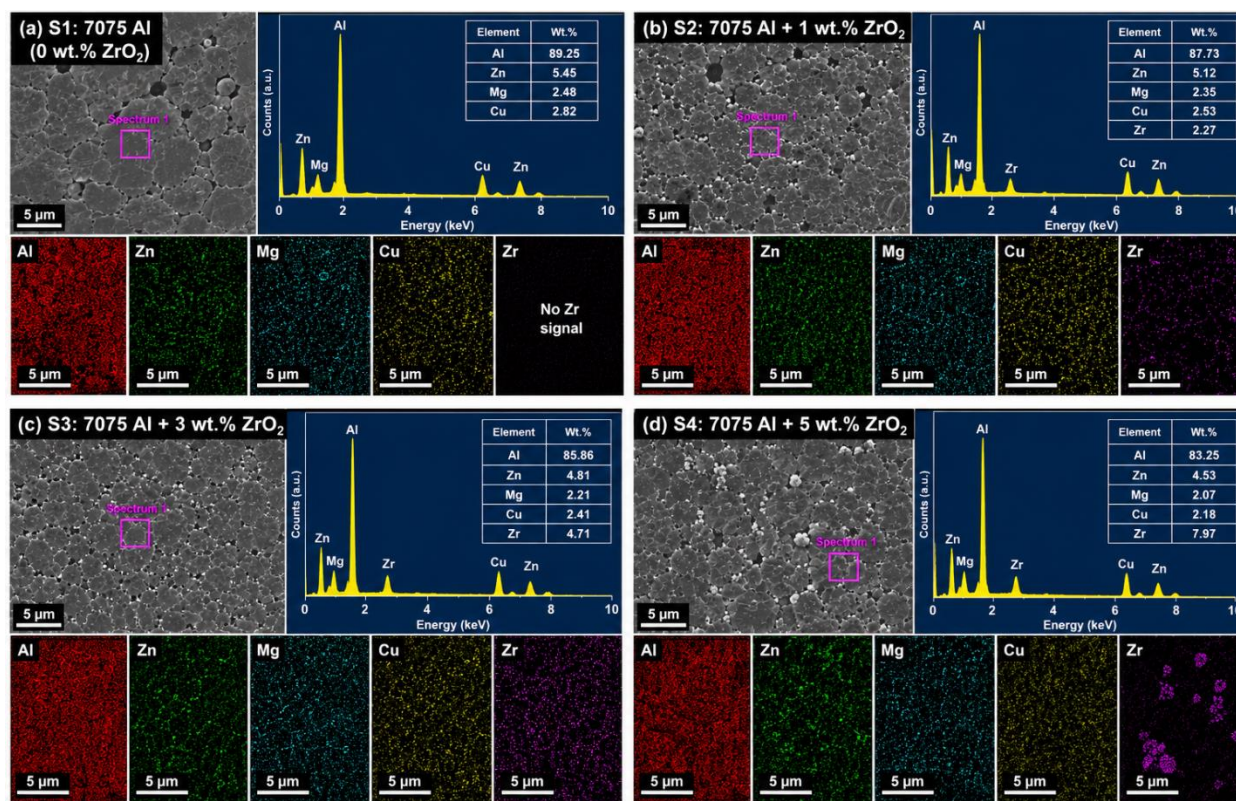 (a) S1: 7075 Al
(0 wt.% ZrO₂)
Spectrum 1
5 μm
Counts (a.u.)
Al
Zn
Mg
Cu
Zn
0 2 4 6 8 10
Energy (keV)
Element Wt.%
Al 89.25
Zn 5.45
Mg 2.48
Cu 2.82
Al Zn Mg Cu Zr
No Zr
signal
5 μm 5 μm 5 μm 5 μm 5 μm
(b) S2: 7075 Al + 1 wt.% ZrO₂
Spectrum 1
5 μm
Counts (a.u.)
Al
Zn
Mg
Zr
Cu
Zn
0 2 4 6 8 10
Energy (keV)
Element Wt.%
Al 87.73
Zn 5.12
Mg 2.35
Cu 2.53
Zr 2.27
Al Zn Mg Cu Zr
5 μm 5 μm 5 μm 5 μm 5 μm
(c) S3: 7075 Al + 3 wt.% ZrO₂
Spectrum 1
5 μm
Counts (a.u.)
Al
Zn
Mg
Zr
Cu
Zn
0 2 4 6 8 10
Energy (keV)
Element Wt.%
Al 85.86
Zn 4.81
Mg 2.21
Cu 2.41
Zr 4.71
Al Zn Mg Cu Zr
5 μm 5 μm 5 μm 5 μm 5 μm
(d) S4: 7075 Al + 5 wt.% ZrO₂
Spectrum 1
5 μm
Counts (a.u.)
Al
Zn
Mg
Zr
Cu
Zn
0 2 4 6 8 10
Energy (keV)
Element Wt.%
Al 83.25
Zn 4.53
Mg 2.07
Cu 2.18
Zr 7.97
Al Zn Mg Cu Zr
5 μm 5 μm 5 μm 5 μm 5 μm